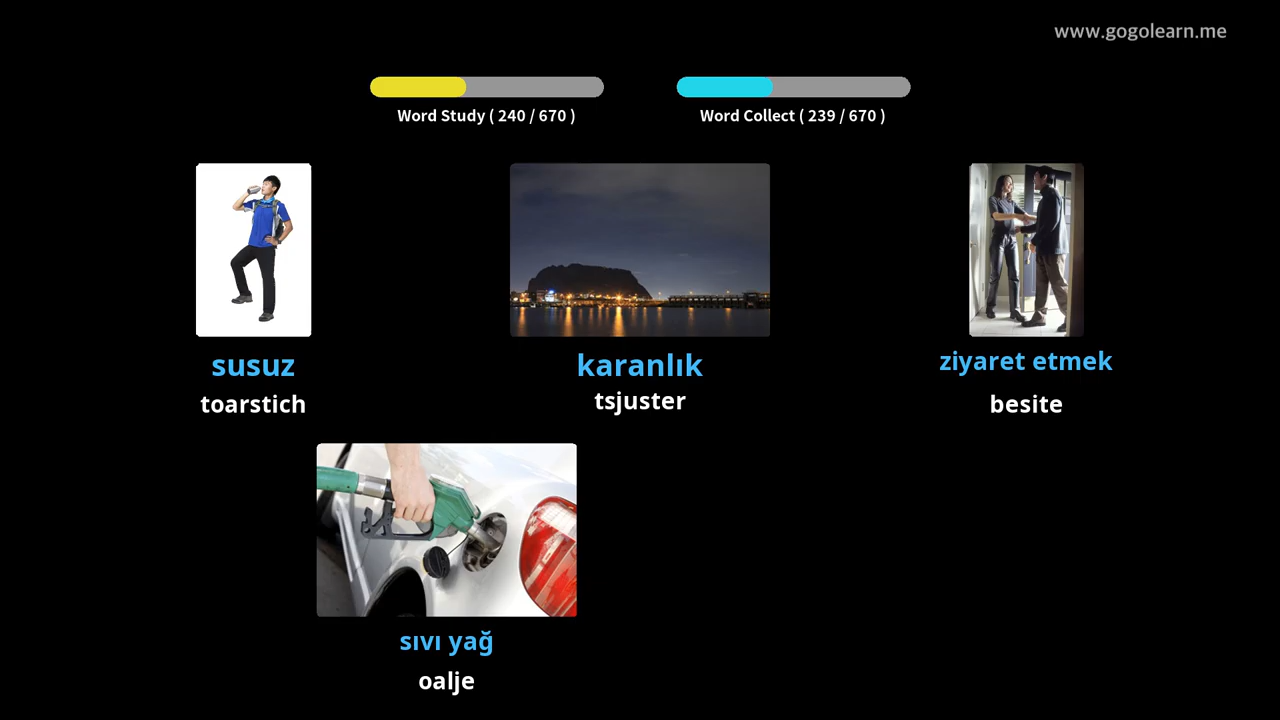 www.gogolearn.me
Word Study ( 240 / 670 )
Word Collect ( 239 / 670 )
susuz
toarstich
karanlık
tsjuster
ziyaret etmek
besite
sıvı yağ
oalje